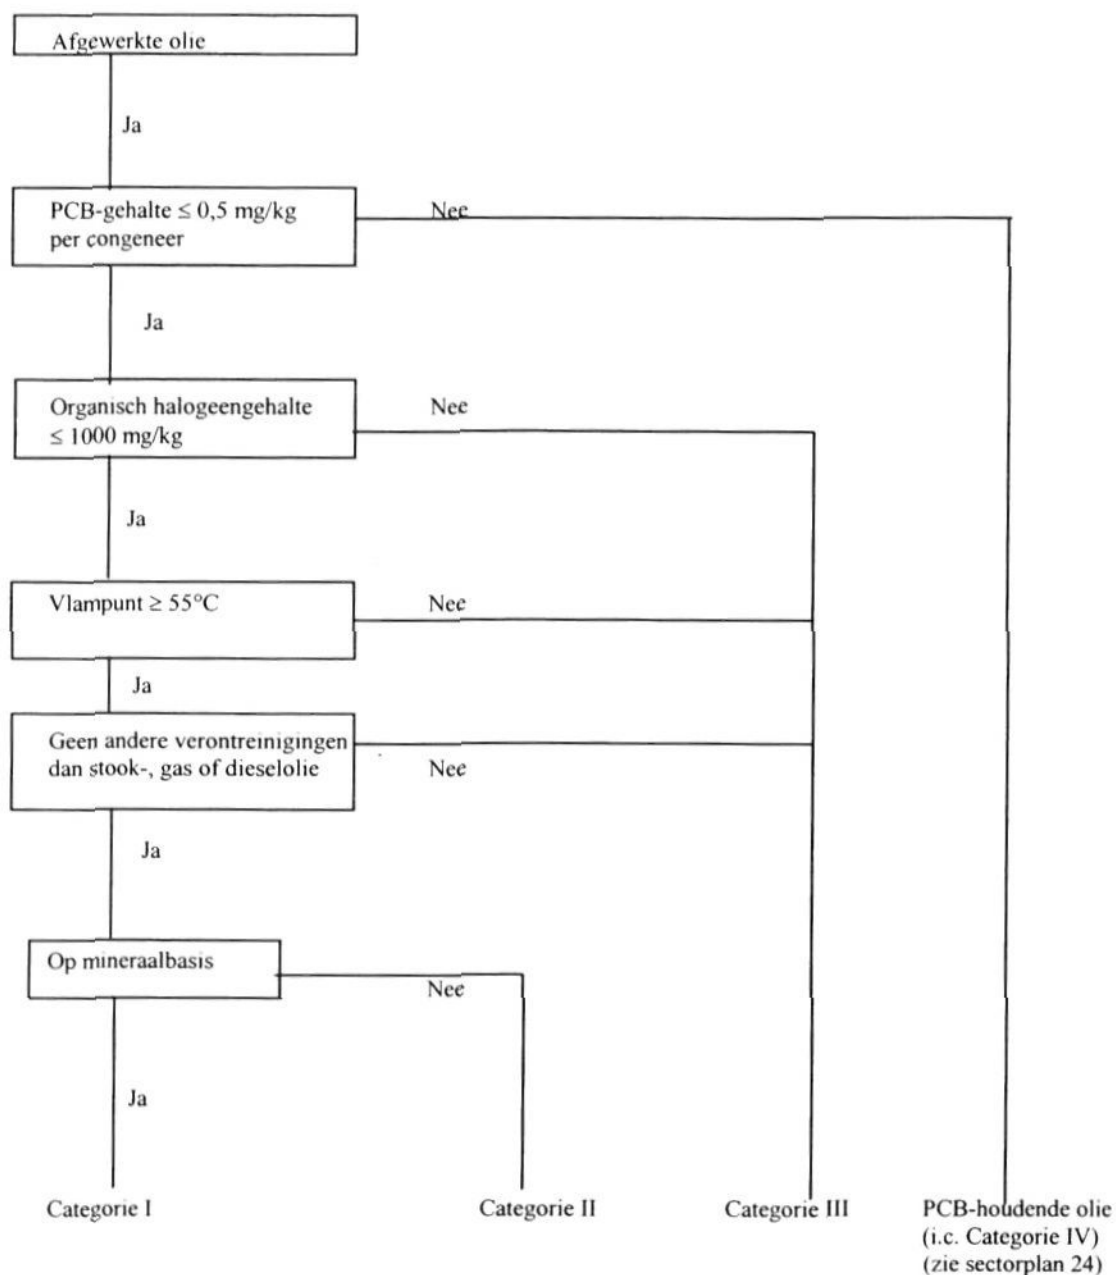 Afgewerkte olie
Ja
PCB-gehalte ≤ 0,5 mg/kg
per congeneer
Nee
Ja
Organisch halogeengehalte
≤ 1000 mg/kg
Nee
Ja
Vlampunt ≥ 55°C
Nee
Ja
Geen andere verontreinigingen
dan stook-, gas of dieselolie
Nee
Ja
Op mineraalbasis
Nee
Ja
Categorie I
Categorie II
Categorie III
PCB-houdende olie
(i.c. Categorie IV)
(zie sectorplan 24)